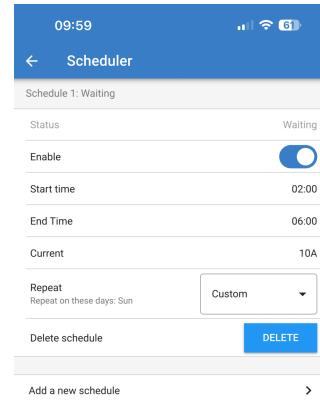 09:59
61
Scheduler
Schedule 1: Waiting
Status Waiting
Enable
Start time 02:00
End Time 06:00
Current 10A
Repeat
Repeat on these days: Sun
Custom
Delete schedule DELETE
Add a new schedule